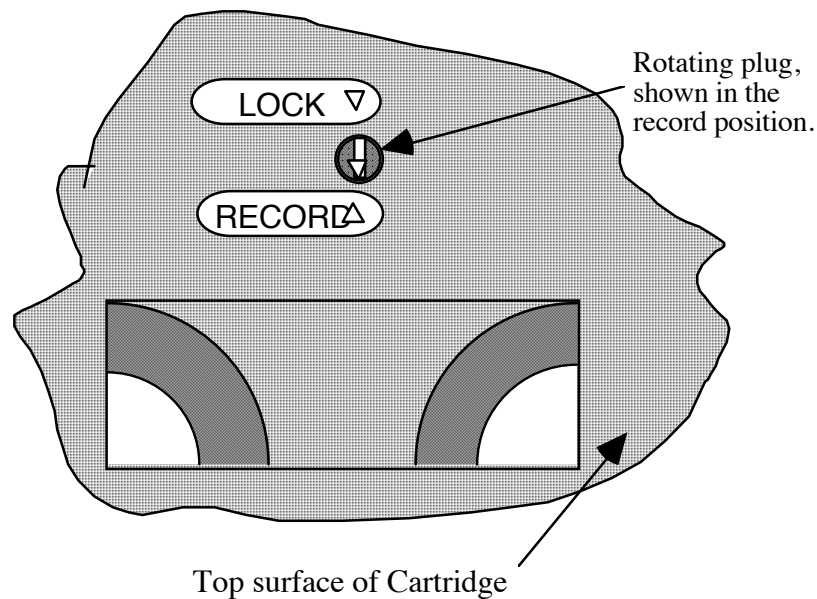 LOCK
Rotating plug,
shown in the
record position.
RECORD
Top surface of Cartridge